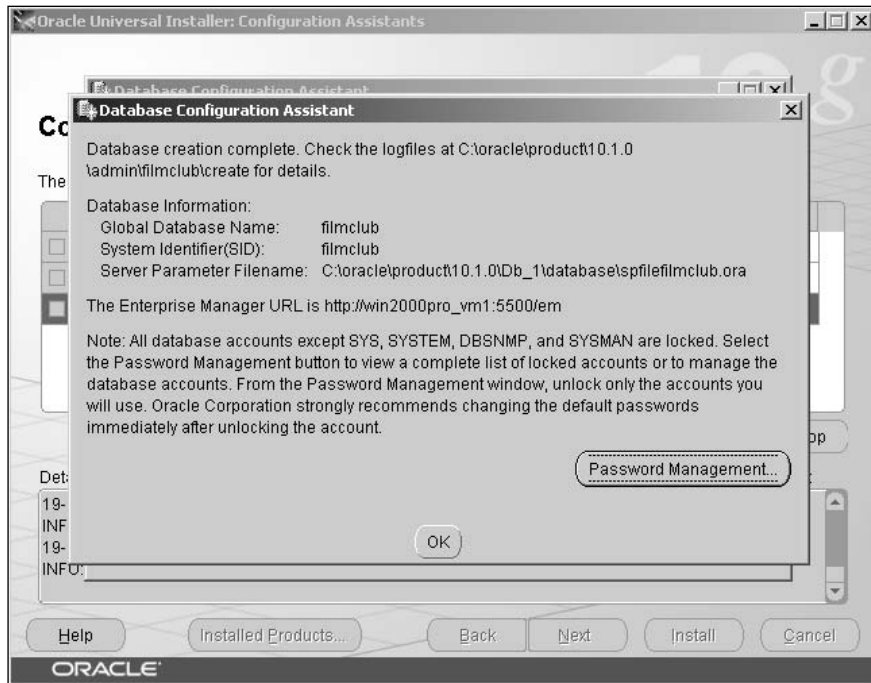 Oracle Universal Installer: Configuration Assistants
10g
Database Configuration Assistant
Database Configuration Assistant
Co
Database creation complete. Check the logfiles at C:\oracle\product\10.1.0
\admin\filmclub\create for details.
The
Database Information:
Global Database Name: filmclub
System Identifier(SID): filmclub
Server Parameter Filename: C:\oracle\product\10.1.0\Db_1\database\spfilefilmclub.ora
The Enterprise Manager URL is http://win2000pro_vm1:5500/em
Note: All database accounts except SYS, SYSTEM, DBSNMP, and SYSMAN are locked. Select
the Password Management button to view a complete list of locked accounts or to manage the
database accounts. From the Password Management window, unlock only the accounts you
will use. Oracle Corporation strongly recommends changing the default passwords
immediately after unlocking the account.
op
Password Management...
Deta
19-
INF
19-
INFO:
OK
Help Installed Products... Back Next Install Cancel
ORACLE